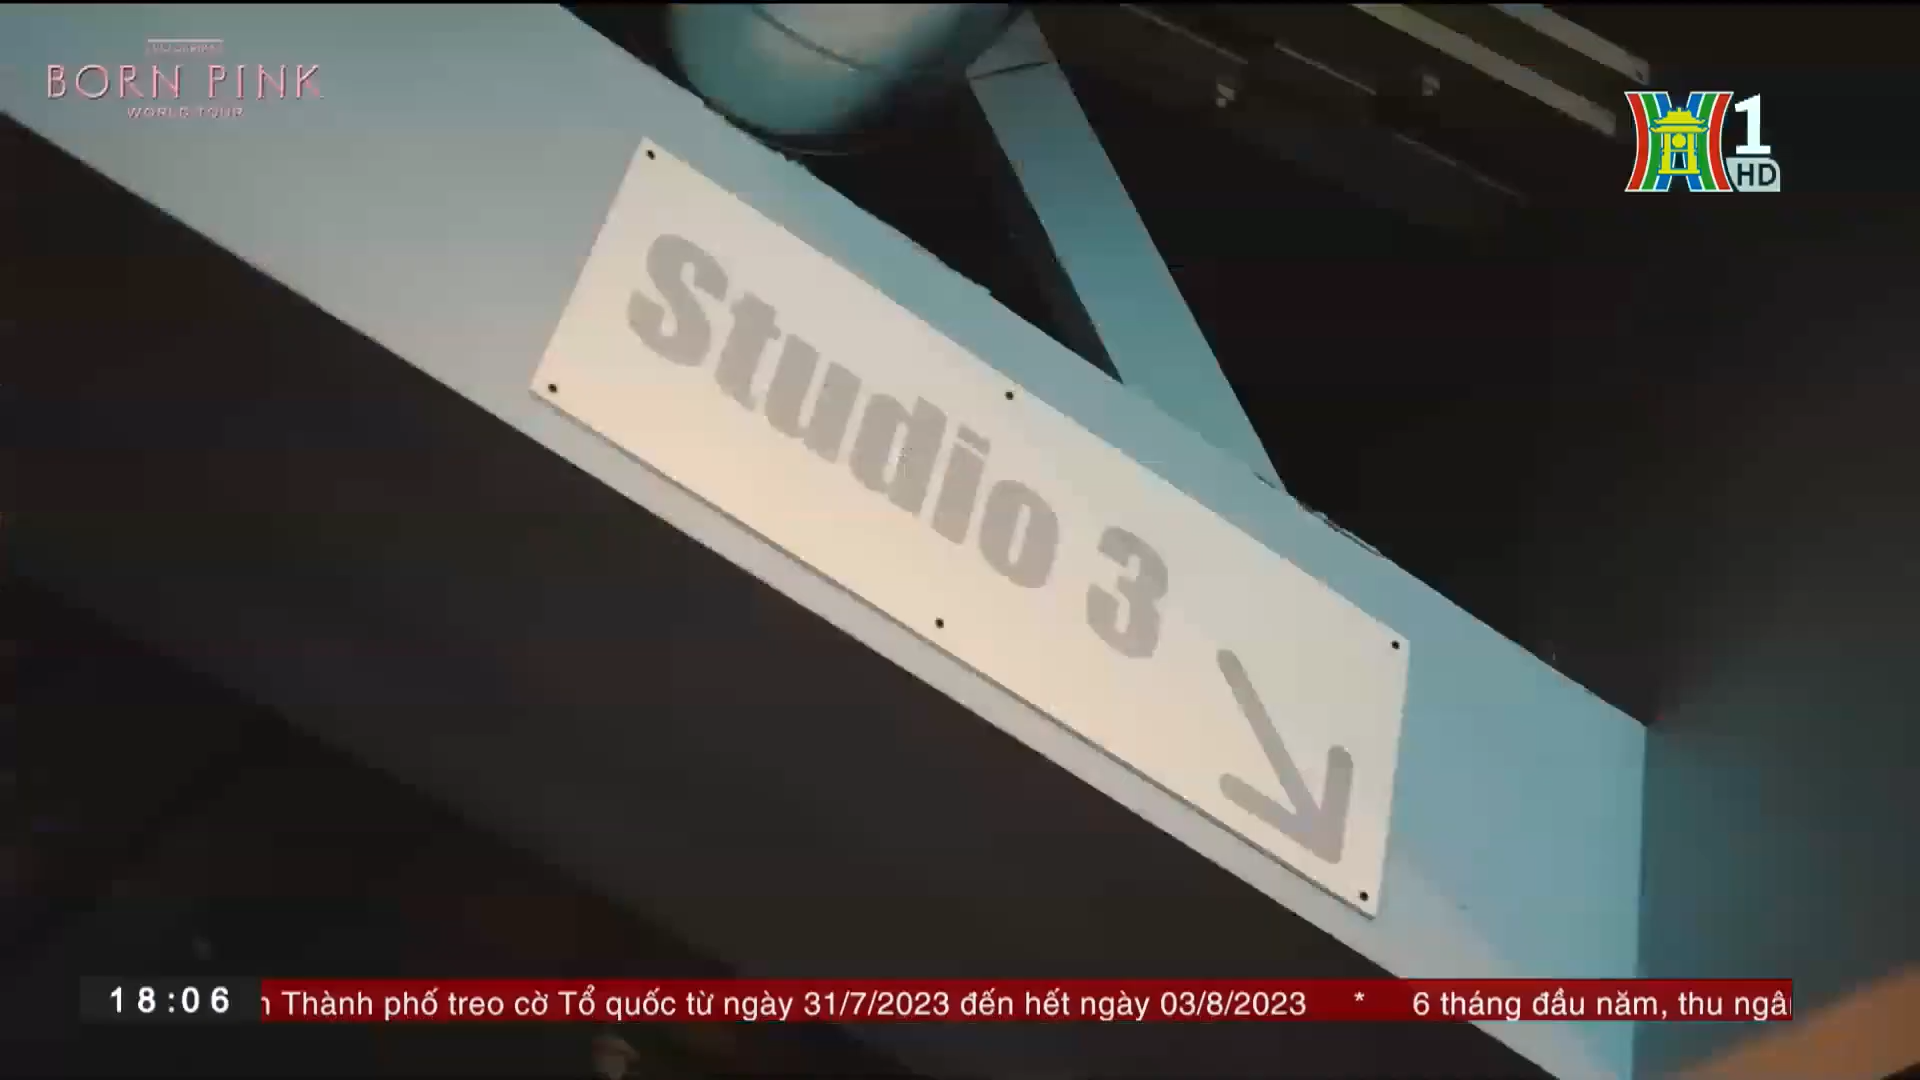 BORN PINK
WORLD TOUR
1
HD
Studio 3
18:06
Thành phố treo cờ Tổ quốc từ ngày 31/7/2023 đến hết ngày 03/8/2023 * 6 tháng đầu năm, thu